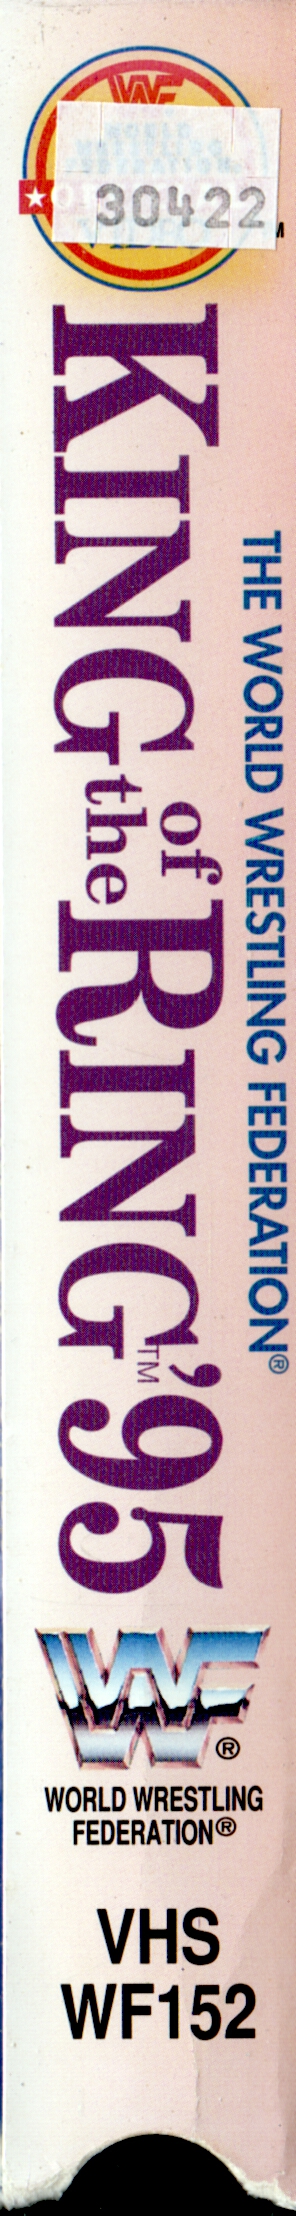 WF
30422
M
THE WORLD WRESTLING FEDERATION®
KING of the RING™ '95
WF®
WORLD WRESTLING
FEDERATION®
VHS
WF152